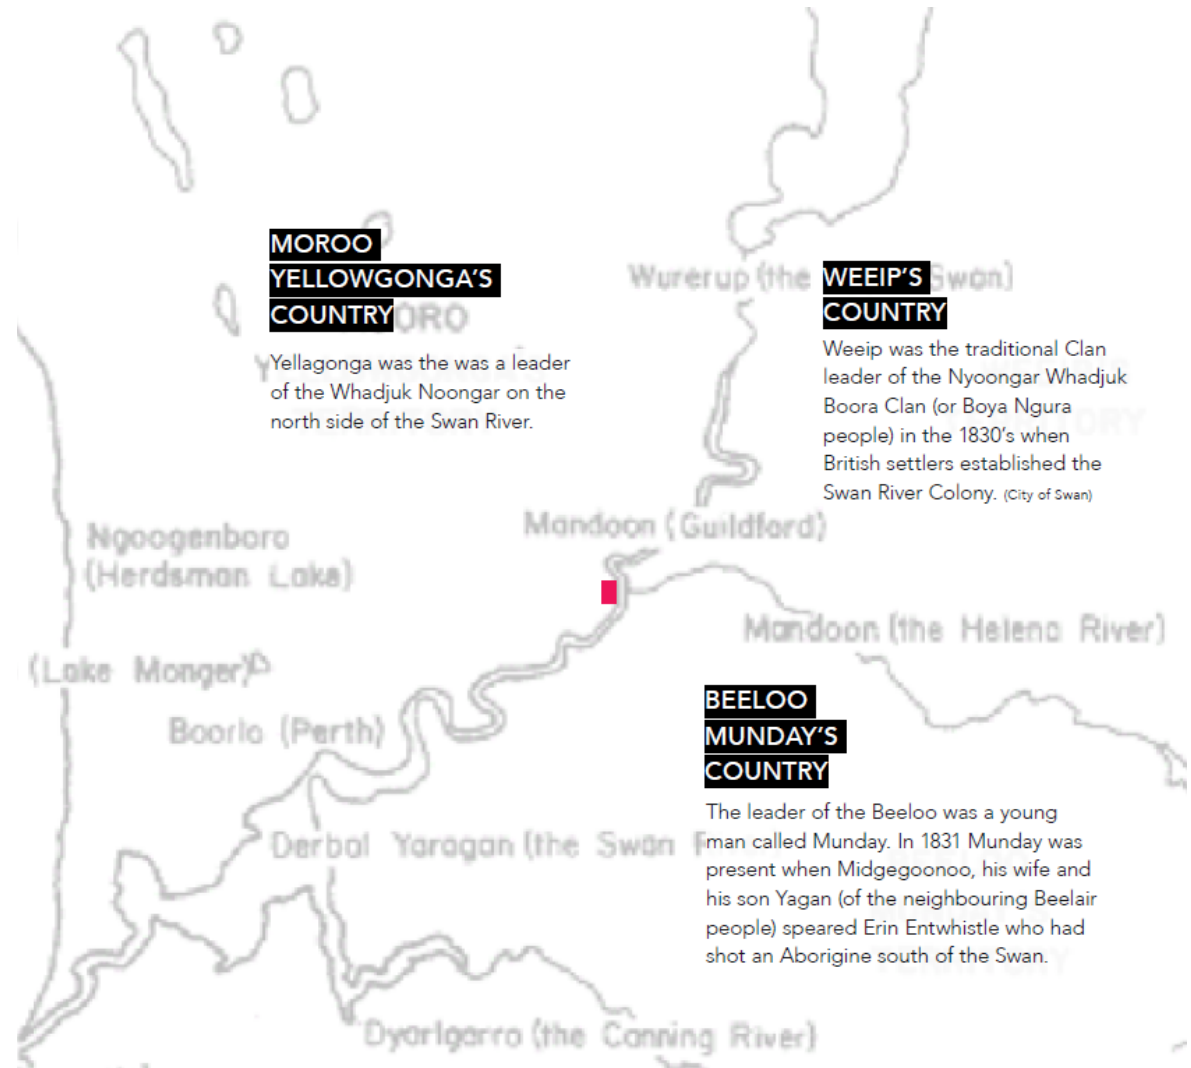 MOROO
YELLOWGONGA'S
COUNTRY
ORO
Yellagonga was the was a leader
of the Whadjuk Noongar on the
north side of the Swan River.
Wurerup (the
Swan)
WEEIP'S
COUNTRY
Weeip was the traditional Clan
leader of the Nyoongar Whadjuk
Boora Clan (or Boya Ngura
people) in the 1830's when
British settlers established the
Swan River Colony. (City of Swan)
TORY
Ngoogenboro
(Herdsman Lake)
Mandoon (Guildford)
Mandoon (the Helena River)
(Lake Monger)
Boorlo (Perth)
BEELOO
MUNDAY'S
COUNTRY
The leader of the Beeloo was a young
man called Munday. In 1831 Munday was
present when Midgegoonoo, his wife and
his son Yagan (of the neighbouring Beelair
people) speared Erin Entwhistle who had
shot an Aborigine south of the Swan.
TERRITORY
Derbal Yaragan (the Swan
Dyarlgarro (the Canning River)